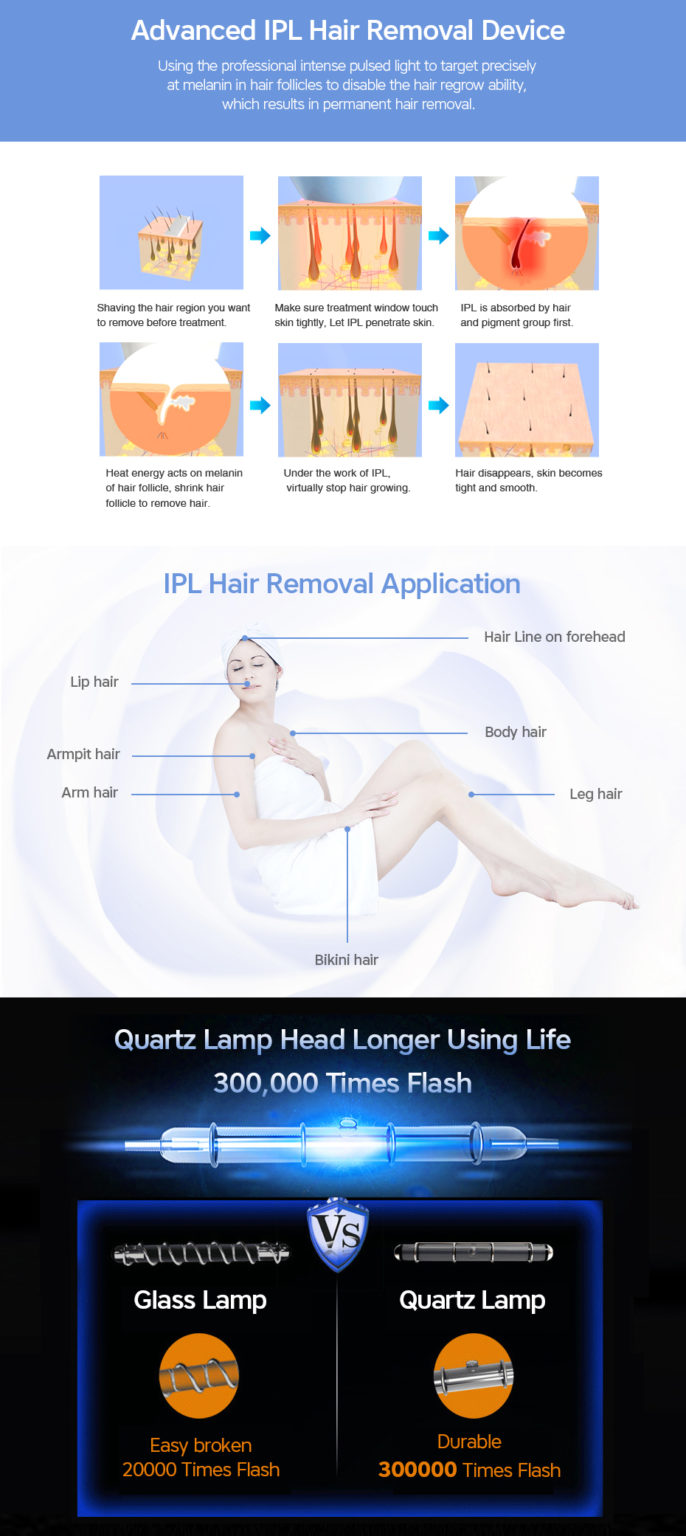 Advanced IPL Hair Removal Device
Using the professional intense pulsed light to target precisely
at melanin in hair follicles to disable the hair regrow ability,
which results in permanent hair removal.
Shaving the hair region you want
to remove before treatment.
Make sure treatment window touch
skin tightly, Let IPL penetrate skin.
IPL is absorbed by hair
and pigment group first.
Heat energy acts on melanin
of hair follicle, shrink hair
follicle to remove hair.
Under the work of IPL,
virtually stop hair growing.
Hair disappears, skin becomes
tight and smooth.
IPL Hair Removal Application
Hair Line on forehead
Lip hair
Body hair
Armpit hair
Arm hair
Leg hair
Bikini hair
Quartz Lamp Head Longer Using Life
300,000 Times Flash
Vs
Glass Lamp
Easy broken
20000 Times Flash
Quartz Lamp
Durable
300000 Times Flash